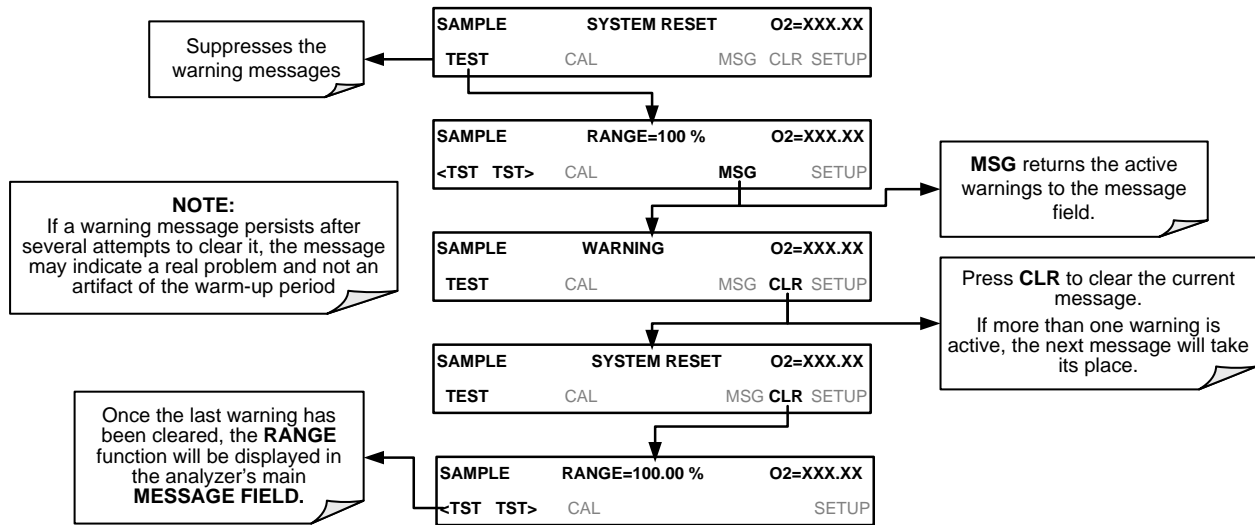 Suppresses the
warning messages
SAMPLE SYSTEM RESET O2=XXX.XX
TEST CAL MSG CLR SETUP
SAMPLE RANGE=100 % O2=XXX.XX
<TST TST> CAL MSG SETUP
MSG returns the active
warnings to the message
field.
NOTE:
If a warning message persists after
several attempts to clear it, the message
may indicate a real problem and not an
artifact of the warm-up period
SAMPLE WARNING O2=XXX.XX
TEST CAL MSG CLR SETUP
Press CLR to clear the current
message.
If more than one warning is
active, the next message will take
its place.
SAMPLE SYSTEM RESET O2=XXX.XX
TEST CAL MSG CLR SETUP
Once the last warning has
been cleared, the RANGE
function will be displayed in
the analyzer's main
MESSAGE FIELD.
SAMPLE RANGE=100.00 % O2=XXX.XX
<TST TST> CAL SETUP